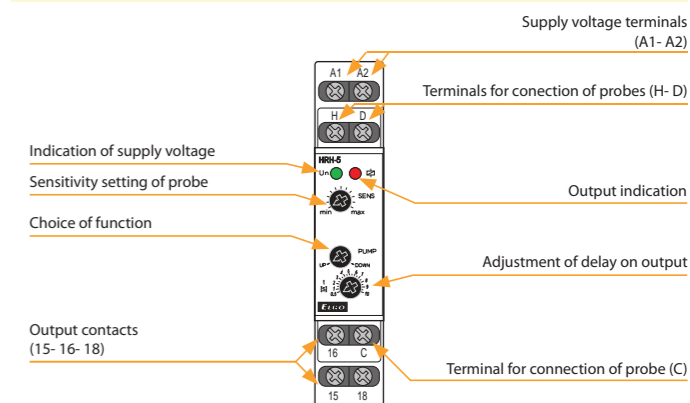 Supply voltage terminals
(A1- A2)
A1 A2
Terminals for conection of probes (H- D)
H D
Indication of supply voltage
HRH-5
Un
Sensitivity setting of probe
SENS
Output indication
min max
Choice of function
PUMP
UP DOWN
Adjustment of delay on output
Output contacts
(15- 16- 18)
16 C
Terminal for connection of probe (C)
15 18